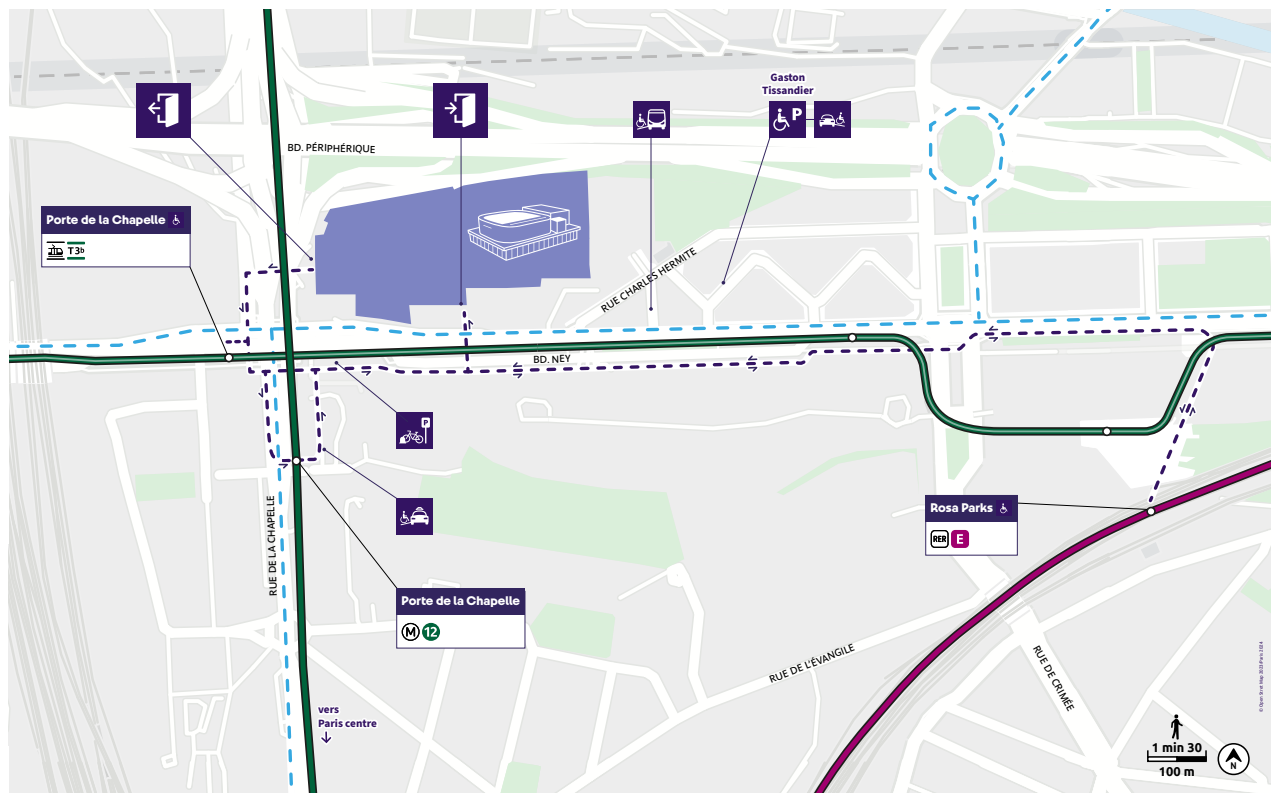 Gaston
Tissandier
P
BD. PÉRIPHÉRIQUE
Porte de la Chapelle
T3b
RUE CHARLES HERMITE
BD. NEY
P
RUE DE LA CHAPELLE
Rosa Parks
RER E
Porte de la Chapelle
M 12
RUE DE L'ÉVANGILE
RUE DE CRIMÉE
vers
Paris centre
1 min 30
100 m
N